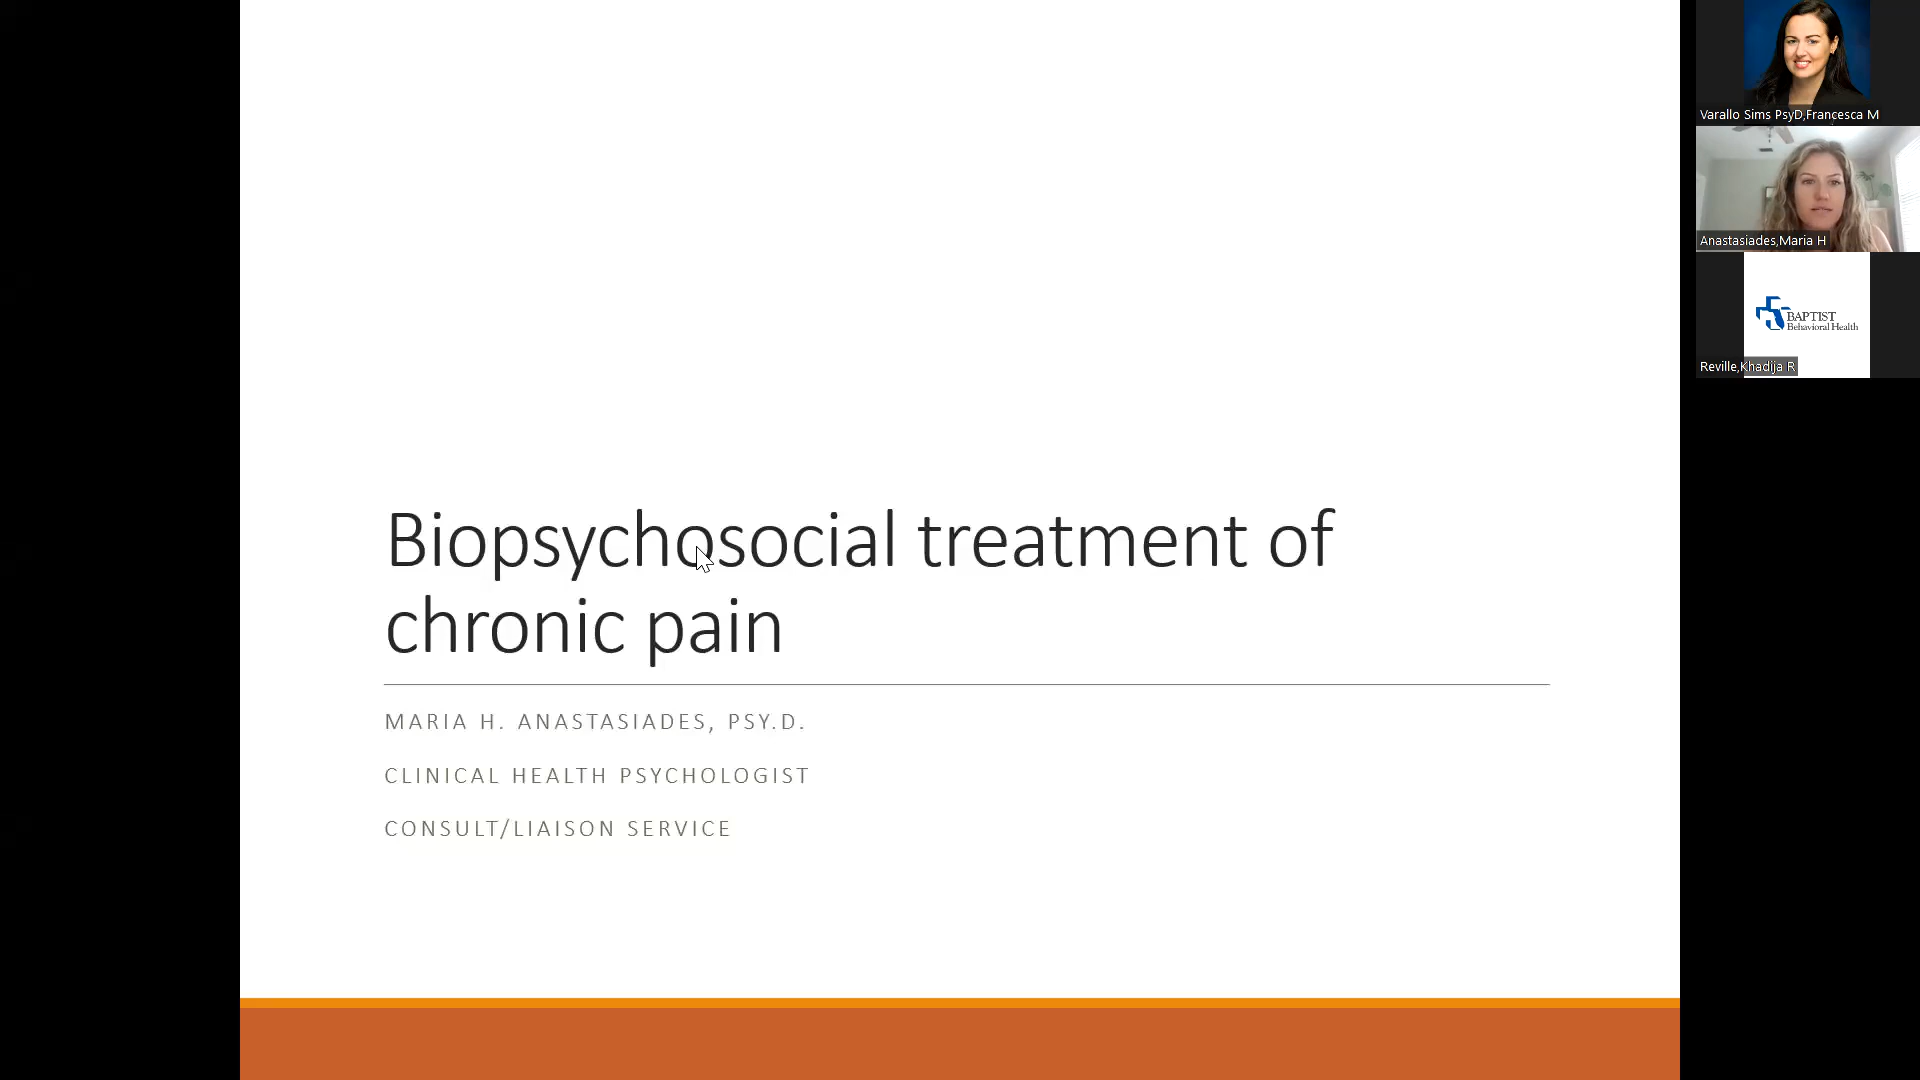 Biopsychosocial treatment of
chronic pain
MARIA H. ANASTASIADES, PSY.D.
CLINICAL HEALTH PSYCHOLOGIST
CONSULT/LIAISON SERVICE
Varallo Sims PsyD,Francesca M
Anastasiades,Maria H
BAPTIST
Behavioral Health
Reville,Khadija R